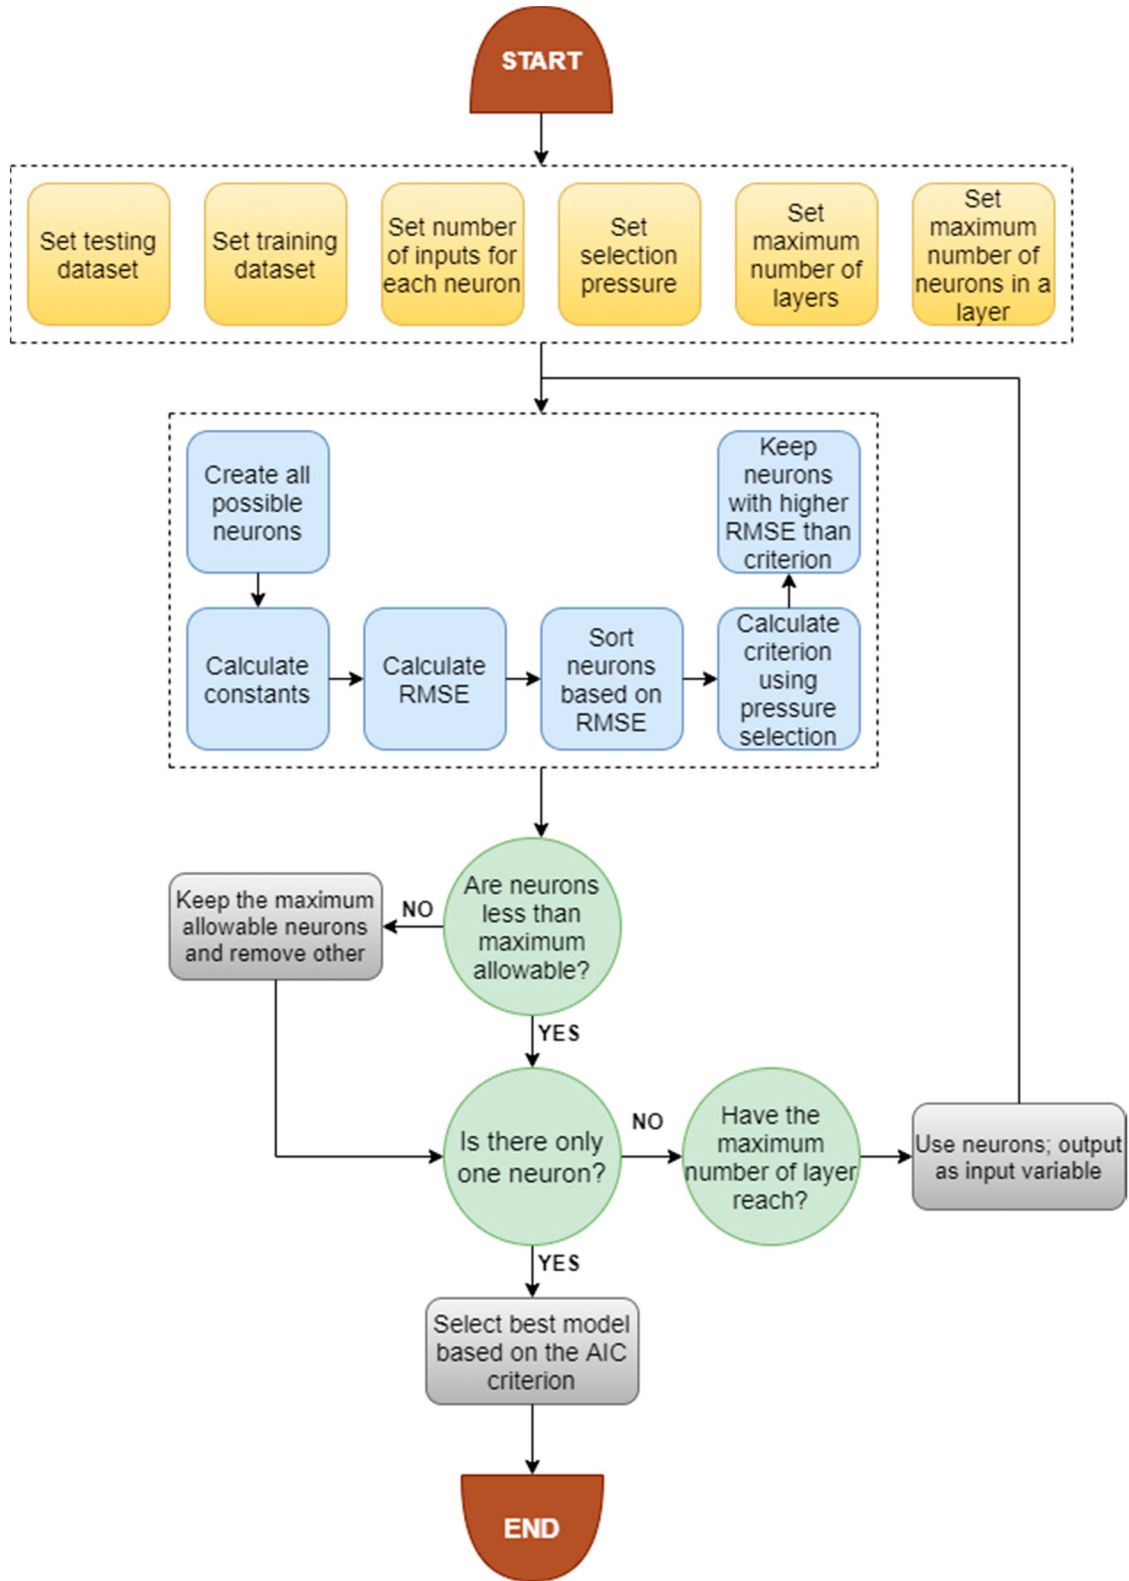 START
Set testing
dataset
Set training
dataset
Set number
of inputs for
each neuron
Set
selection
pressure
Set
maximum
number of
layers
Set
maximum
number of
neurons in a
layer
Create all
possible
neurons
Keep
neurons
with higher
RMSE than
criterion
Calculate
constants
Calculate
RMSE
Sort
neurons
based on
RMSE
Calculate
criterion
using
pressure
selection
Are neurons
less than
maximum
allowable?
NO
Keep the maximum
allowable neurons
and remove other
YES
Is there only
one neuron?
NO
Have the
maximum
number of layer
reach?
Use neurons; output
as input variable
YES
Select best model
based on the AIC
criterion
END